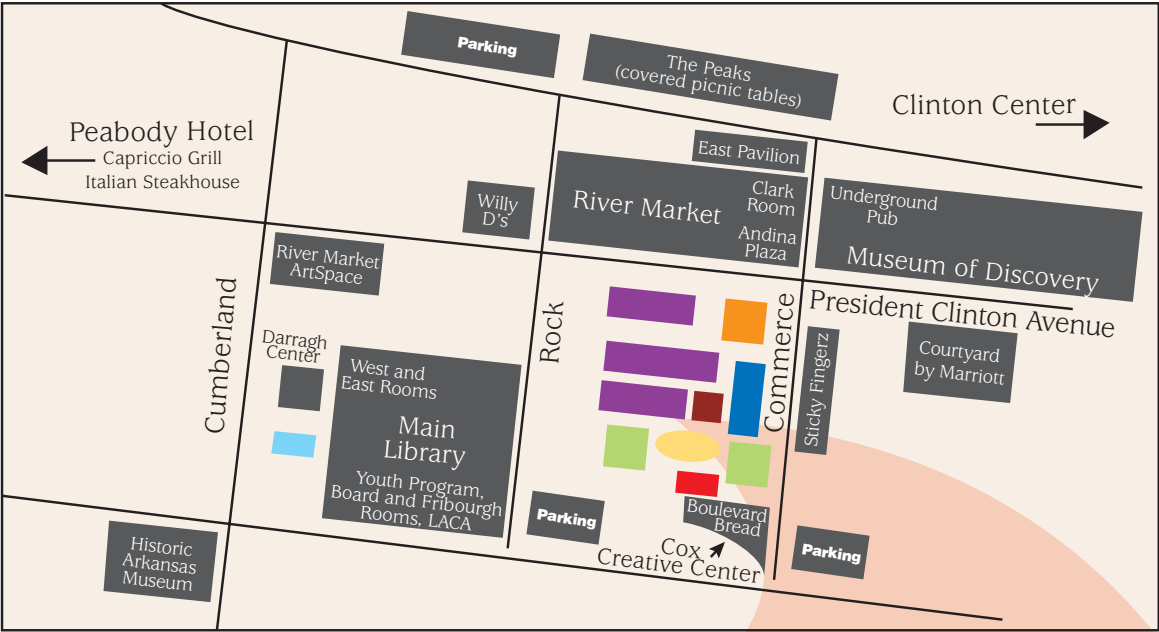 Parking
The Peaks
(covered picnic tables)
Clinton Center
Peabody Hotel
Capriccio Grill
Italian Steakhouse
East Pavilion
Willy
D's
River Market
Clark
Room
Andina
Plaza
Underground
Pub
Museum of Discovery
River Market
ArtSpace
President Clinton Avenue
Cumberland
Rock
Commerce
Darragh
Center
West and
East Rooms
Main
Library
Youth Program,
Board and Fribourgh
Rooms, LACA
Sticky Fingerz
Courtyard
by Marriott
Parking
Boulevard
Bread
Cox
Creative Center
Parking
Historic
Arkansas
Museum